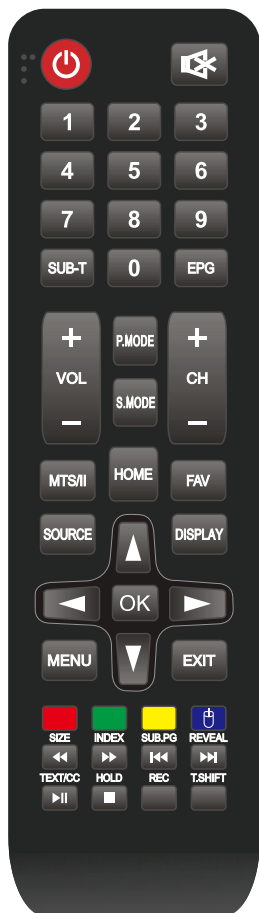 1 2 3
4 5 6
7 8 9
SUB-T 0 EPG
+ P.MODE +
VOL CH
S.MODE
- -
MTS/II HOME FAV
SOURCE DISPLAY
OK
MENU EXIT
SIZE INDEX SUB.PG REVEAL
TEXT/CC HOLD REC T.SHIFT